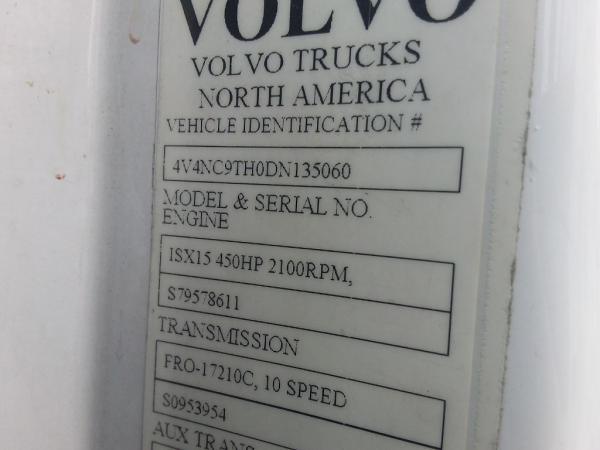 VOLVO
VOLVO TRUCKS
NORTH AMERICA
VEHICLE IDENTIFICATION #
4V4NC9TH0DN135060
MODEL & SERIAL NO.
ENGINE
ISX15 450HP 2100RPM,
S79578611
TRANSMISSION
FRO-17210C, 10 SPEED
S0953954
AUX TRANS